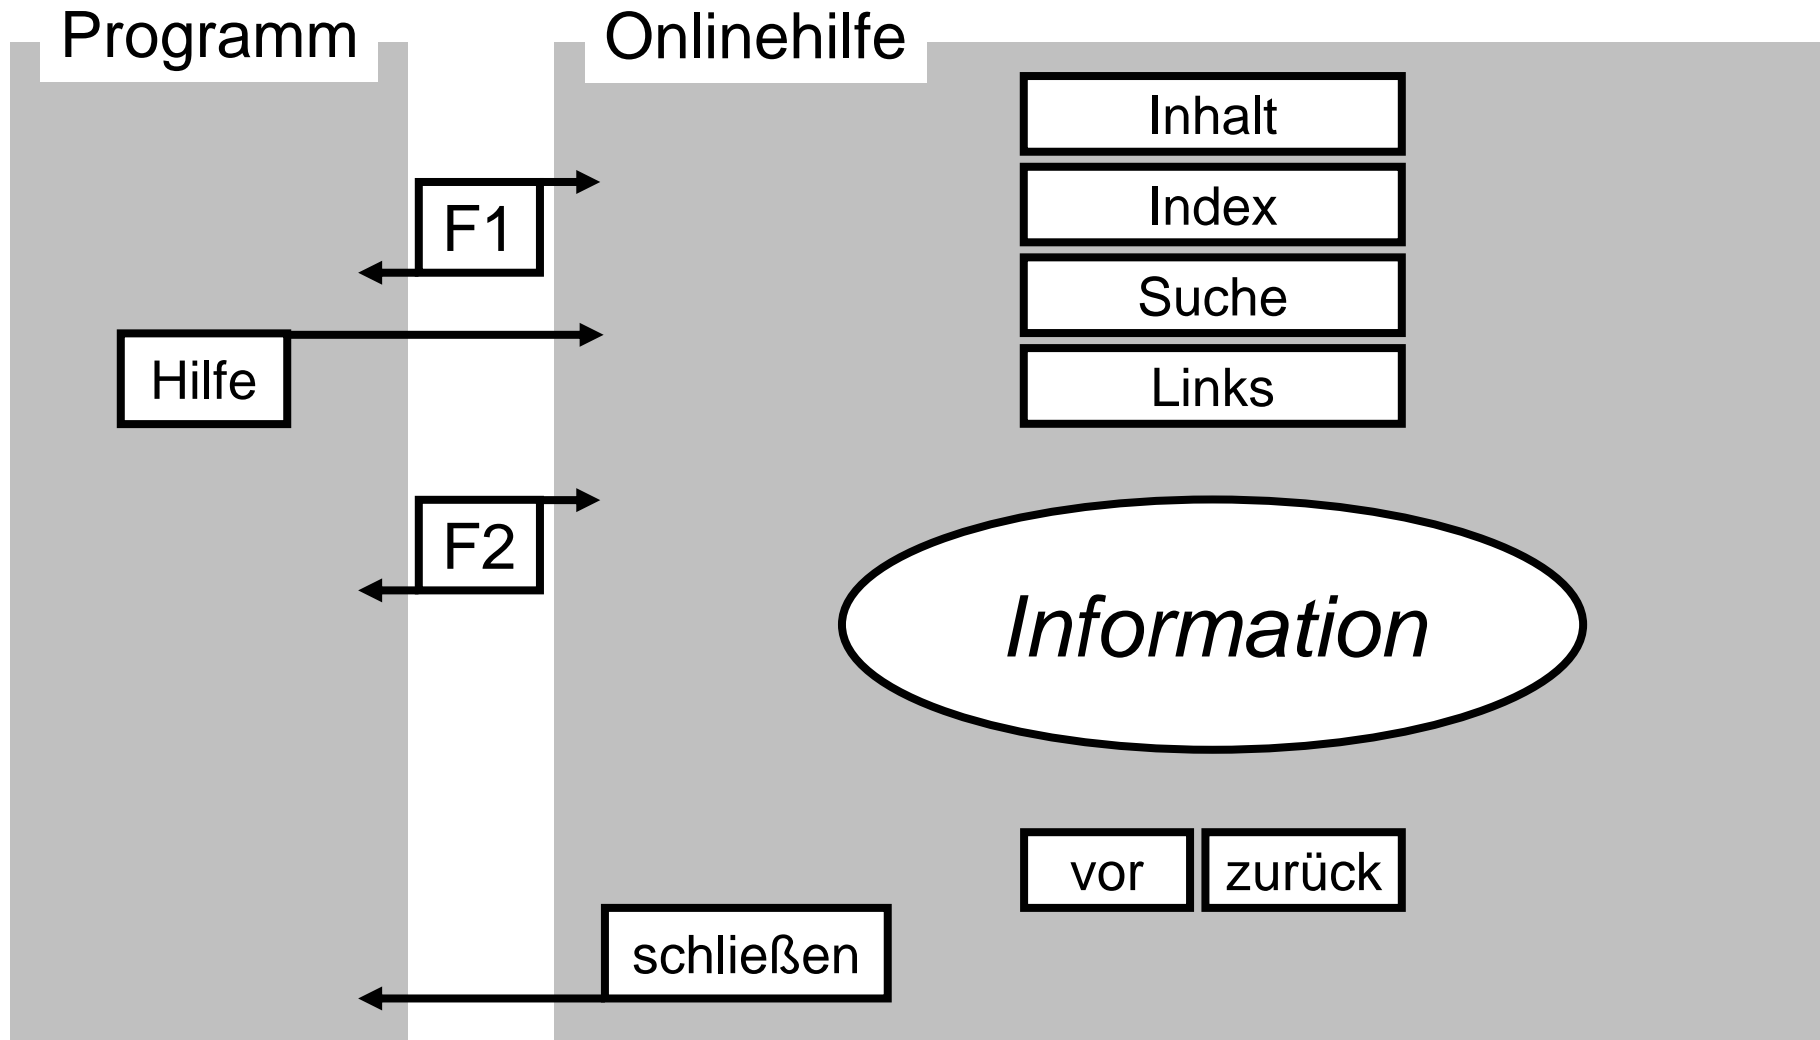 Programm
Onlinehilfe
Inhalt
Index
Suche
Links
F1
Hilfe
F2
Information
vor
zurück
schließen